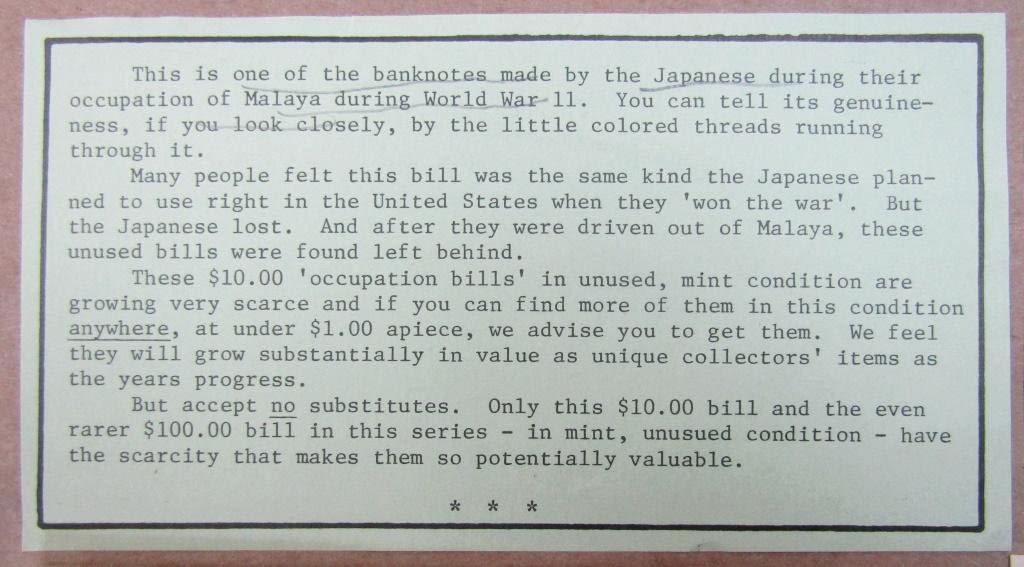 This is one of the banknotes made by the Japanese during their
occupation of Malaya during World War 11. You can tell its genuine-
ness, if you look closely, by the little colored threads running
through it.
Many people felt this bill was the same kind the Japanese plan-
ned to use right in the United States when they 'won the war'. But
the Japanese lost. And after they were driven out of Malaya, these
unused bills were found left behind.
These $10.00 'occupation bills' in unused, mint condition are
growing very scarce and if you can find more of them in this condition
anywhere, at under $1.00 apiece, we advise you to get them. We feel
they will grow substantially in value as unique collectors' items as
the years progress.
But accept no substitutes. Only this $10.00 bill and the even
rarer $100.00 bill in this series - in mint, unusued condition - have
the scarcity that makes them so potentially valuable.
* * *